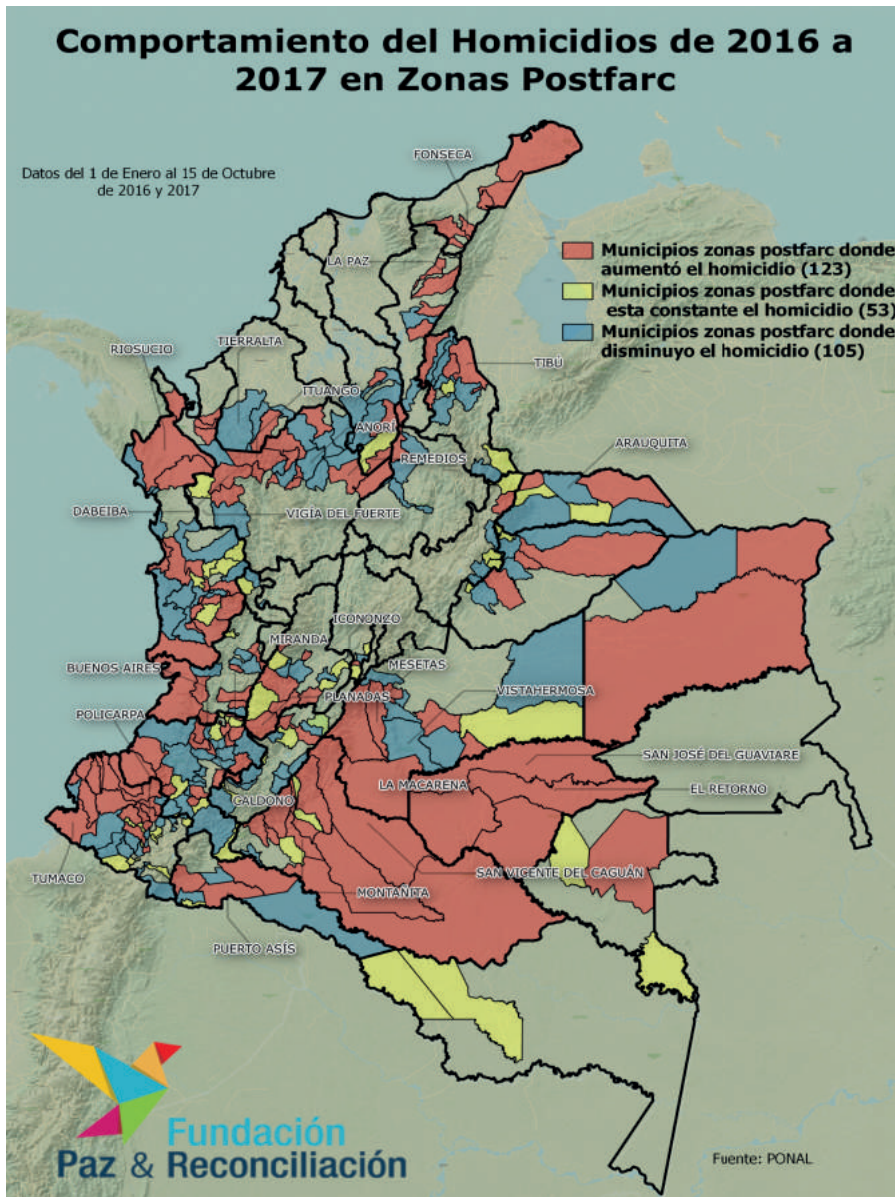 Comportamiento del Homicidios de 2016 a
2017 en Zonas Postfarc
Datos del 1 de Enero al 15 de Octubre
de 2016 y 2017
FONSECA
LA PAZ
Municipios zonas postfarc donde
aumentó el homicidio (123)
Municipios zonas postfarc donde
esta constante el homicidio (53)
Municipios zonas postfarc donde
disminuyo el homicidio (105)
RIOSUCIO
TIERRALTA
ITUANGO
TIBÚ
ANORÍ
REMEDIOS
ARAUQUITA
DABEIBA
VIGÍA DEL FUERTE
ICONONZO
MIRANDA
MESETAS
BUENOS AIRES
PLANADAS
VISTAHERMOSA
POLICARPA
SAN JOSÉ DEL GUAVIARE
LA MACARENA
EL RETORNO
CALDONO
SAN VICENTE DEL CAGUÁN
TUMACO
MONTAÑITA
PUERTO ASÍS
Fundación
Paz & Reconciliación
Fuente: PONAL